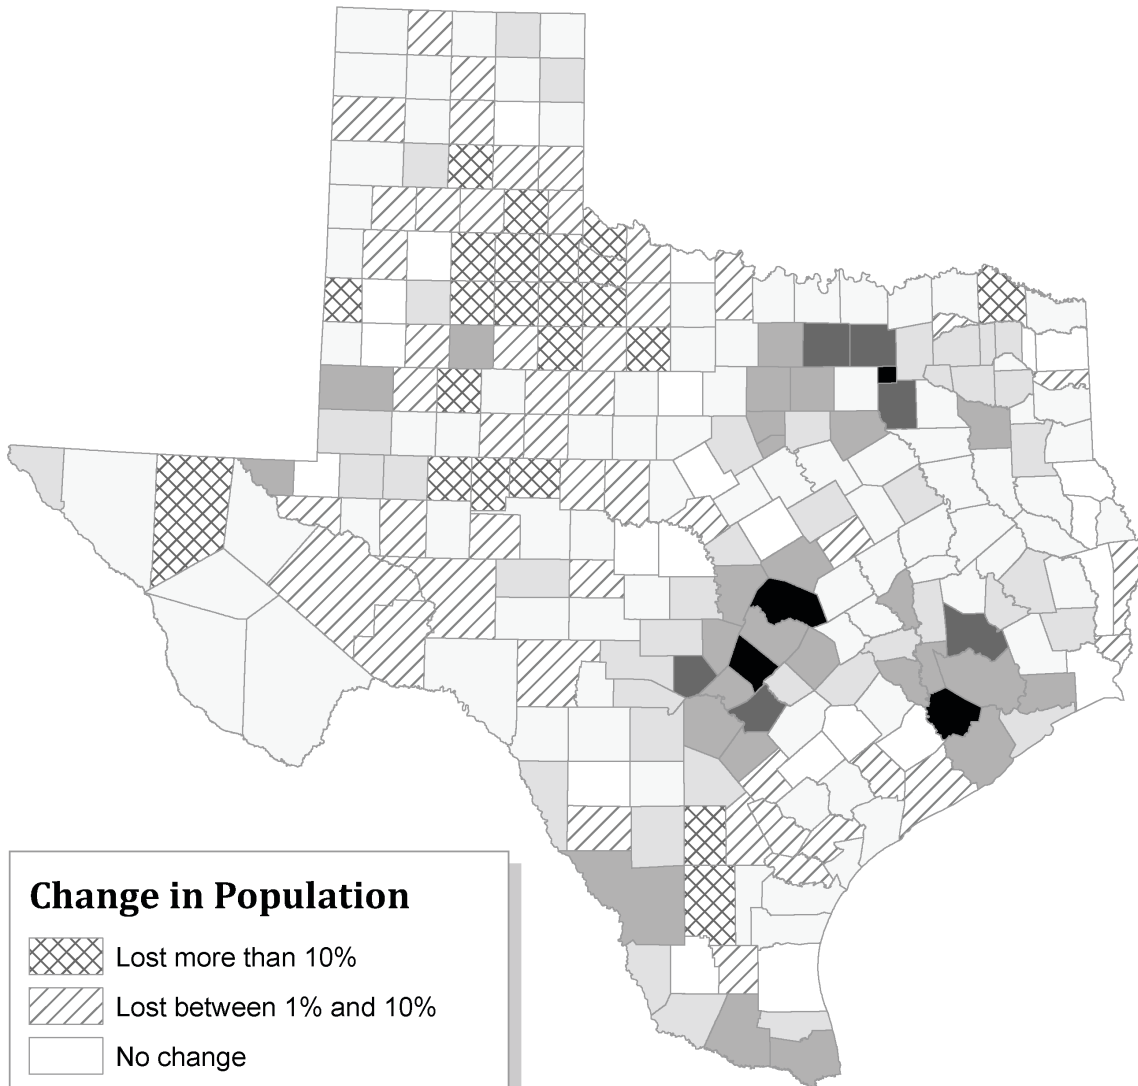 Change in Population
Lost more than 10%
Lost between 1% and 10%
No change